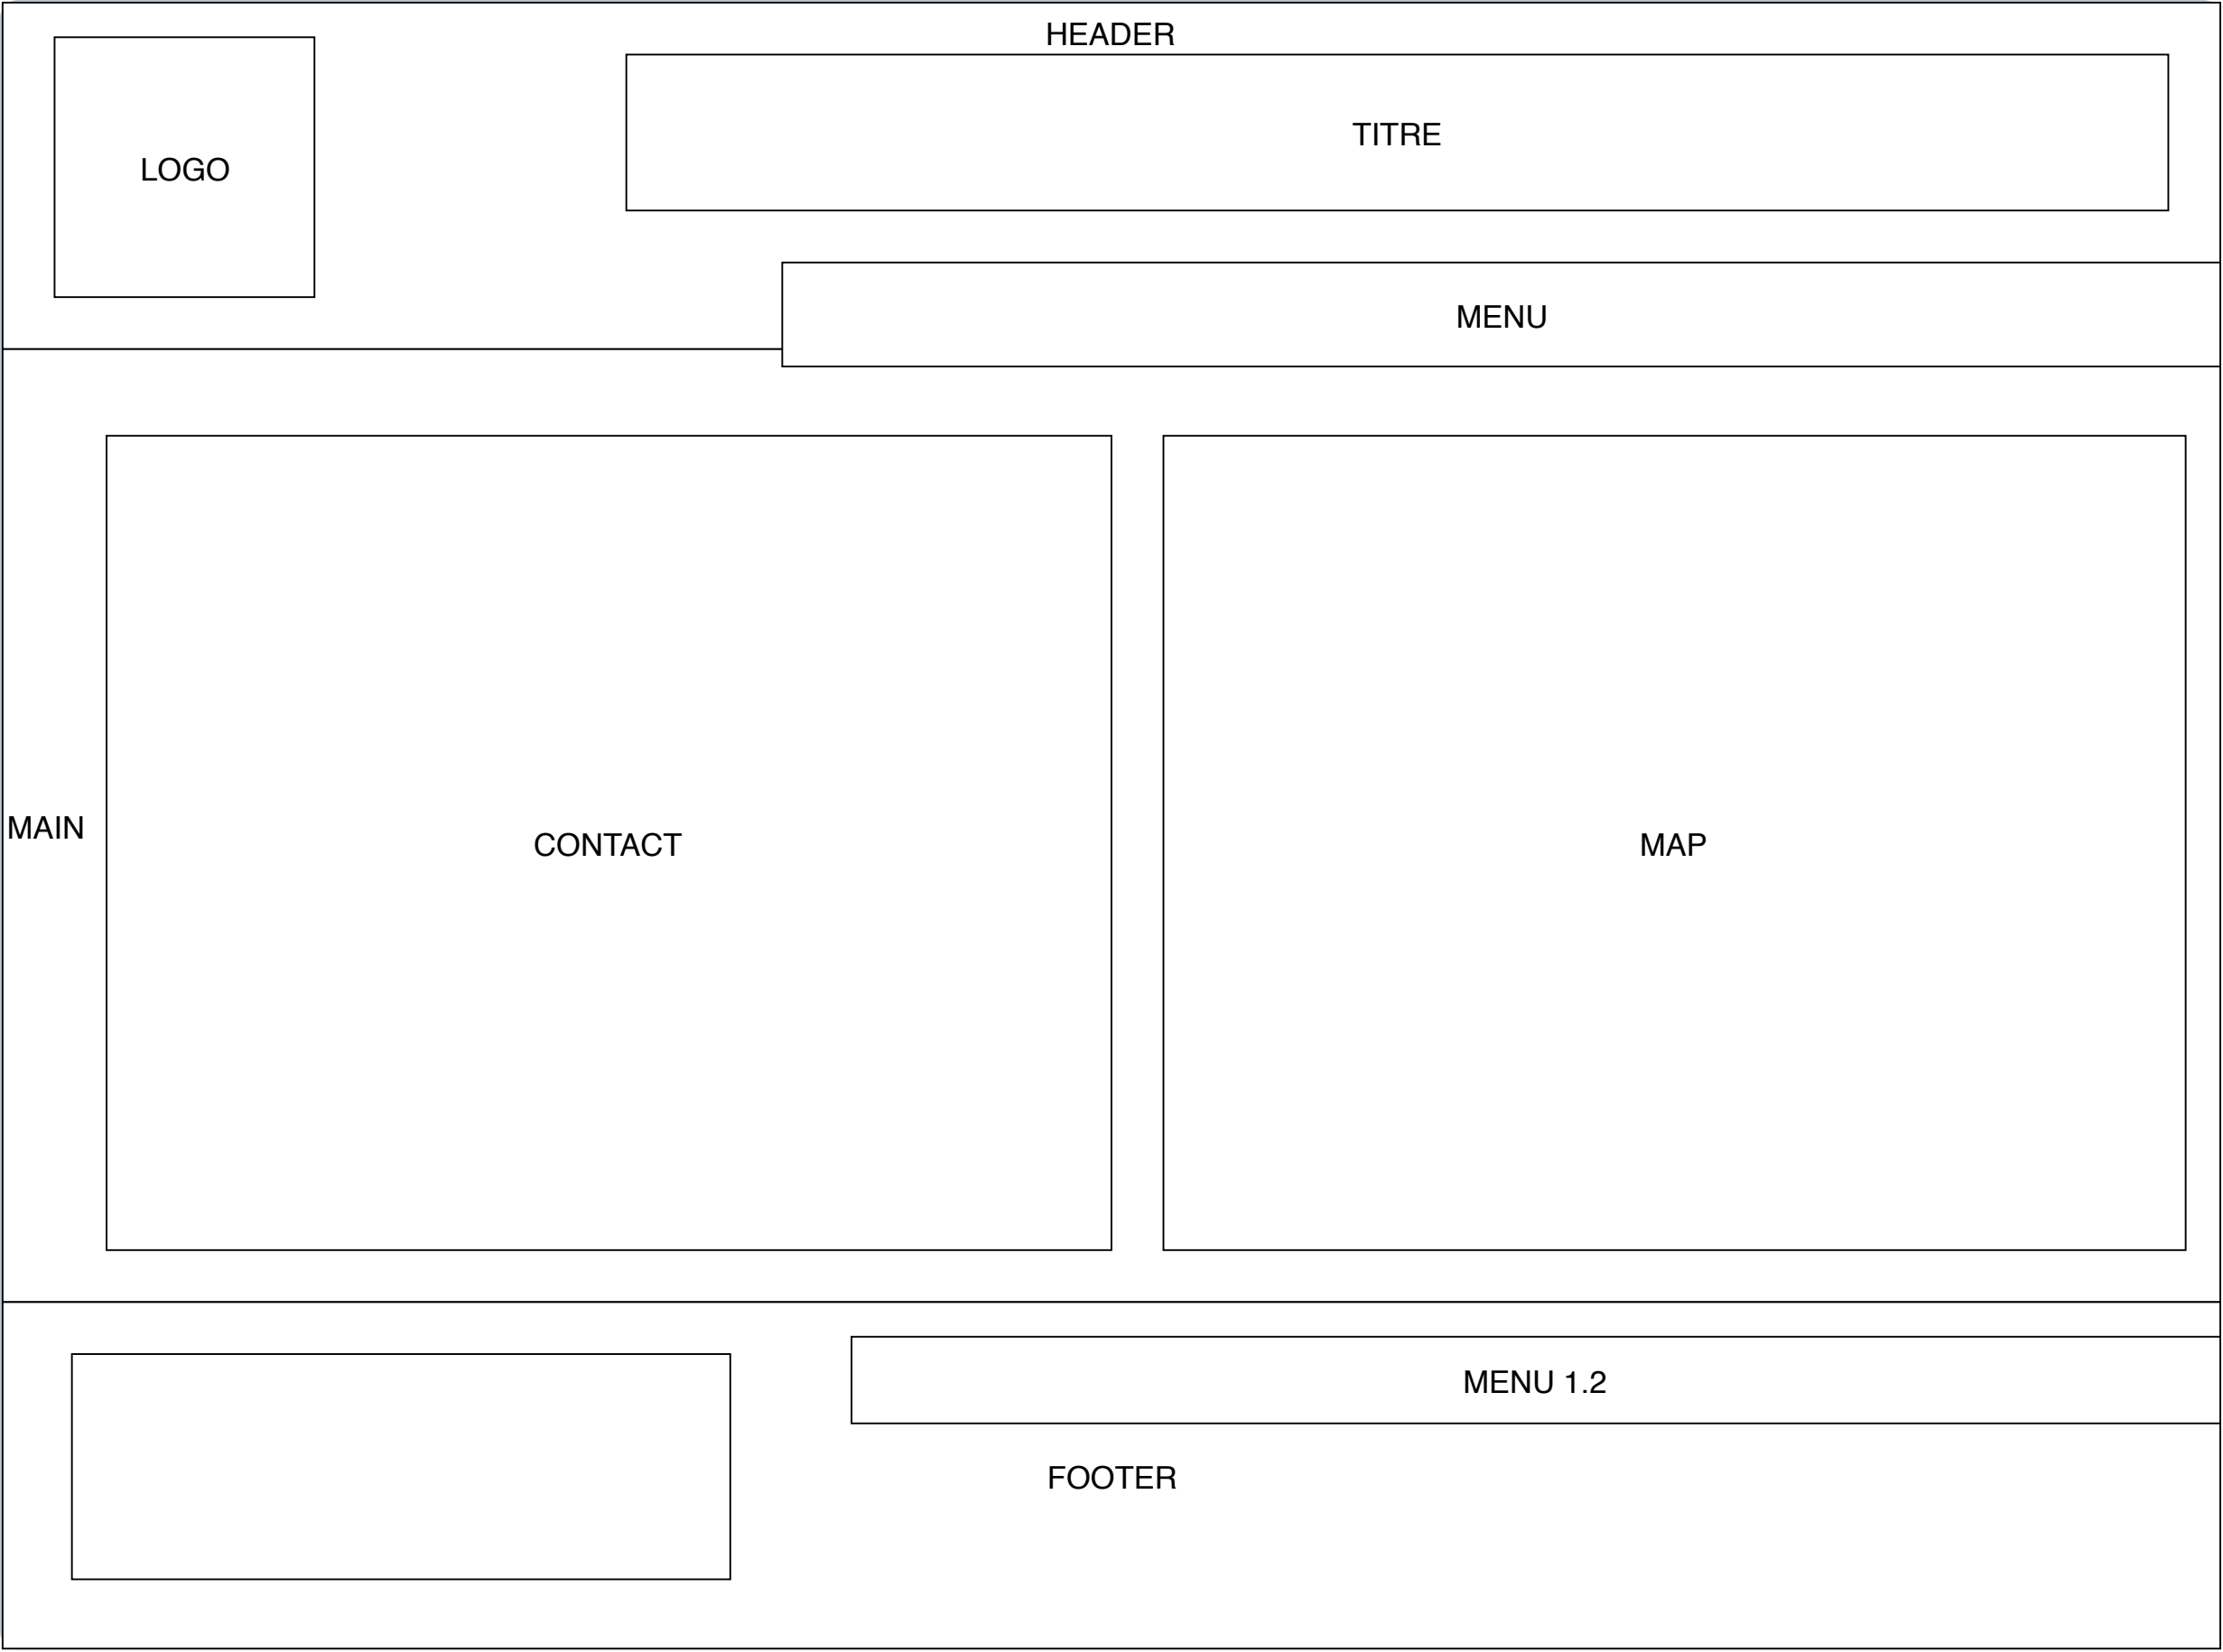 HEADER
TITRE
LOGO
MENU
MAIN
CONTACT
MAP
MENU 1.2
FOOTER